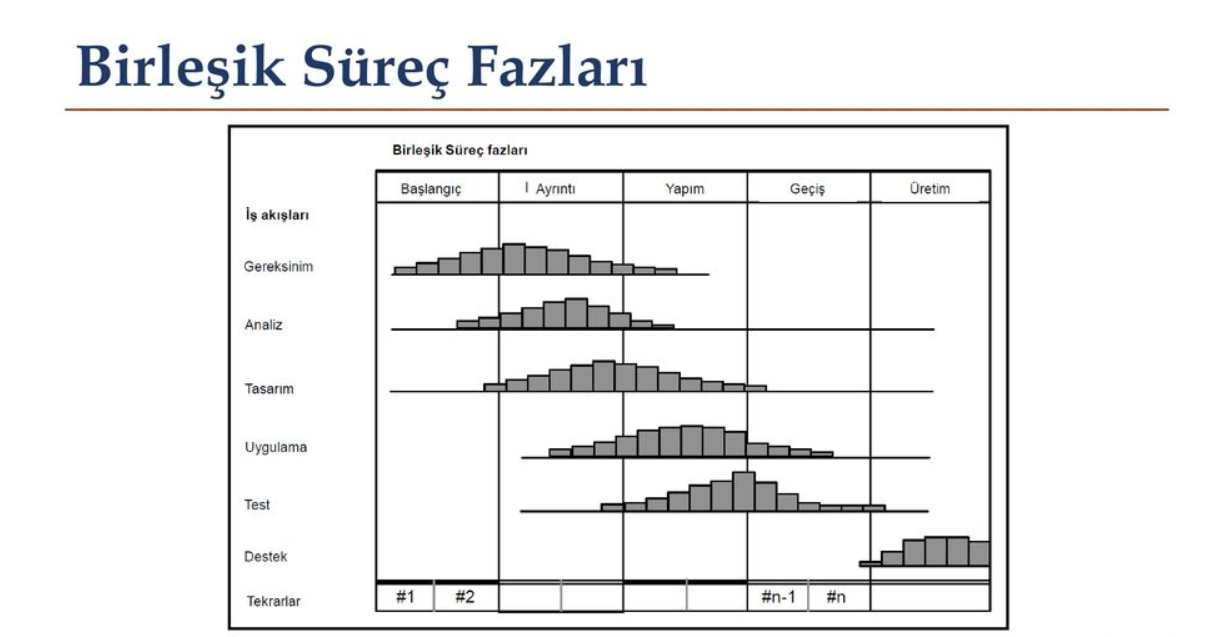 Birleşik Süreç Fazları
Birleşik Süreç fazları
Başlangıç Ayrıntı Yapım Geçiş Üretim
İş akışları
Gereksinim
Analiz
Tasarım
Uygulama
Test
Destek
Tekrarlar #1 #2 #n-1 #n